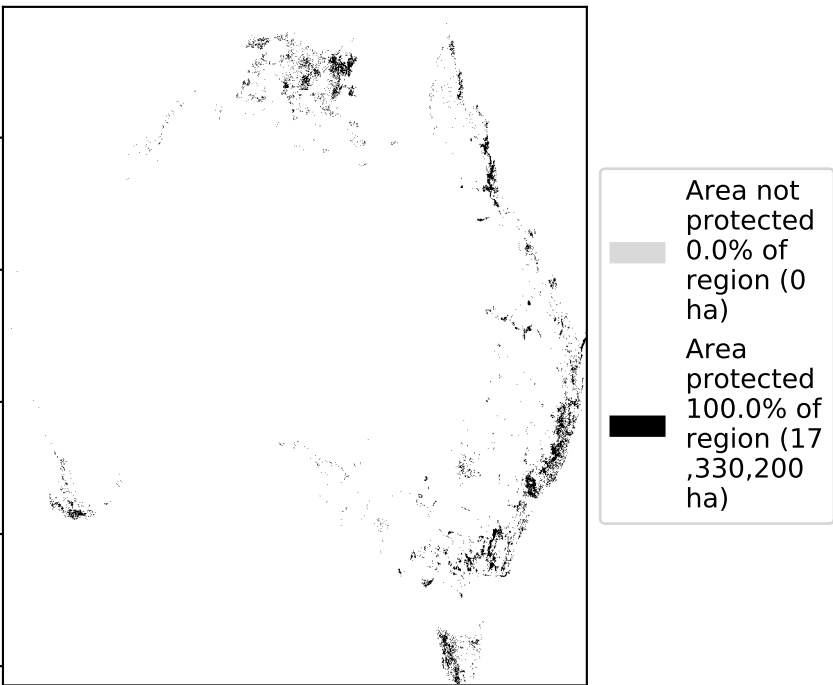 Area not
protected
0.0% of
region (0
ha)
Area
protected
100.0% of
region (17
,330,200
ha)